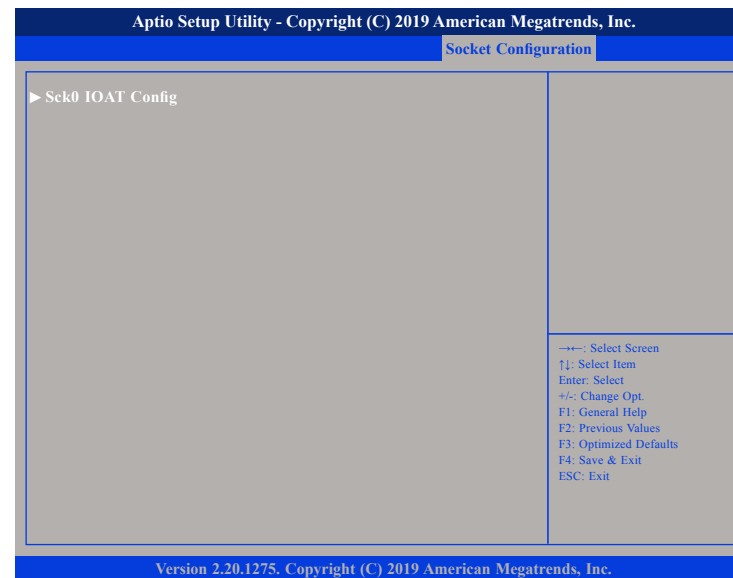 Aptio Setup Utility - Copyright (C) 2019 American Megatrends, Inc.
Socket Configuration
▶ Sck0 IOAT Config
→←: Select Screen
↑↓: Select Item
Enter: Select
+/-: Change Opt.
F1: General Help
F2: Previous Values
F3: Optimized Defaults
F4: Save & Exit
ESC: Exit
Version 2.20.1275. Copyright (C) 2019 American Megatrends, Inc.